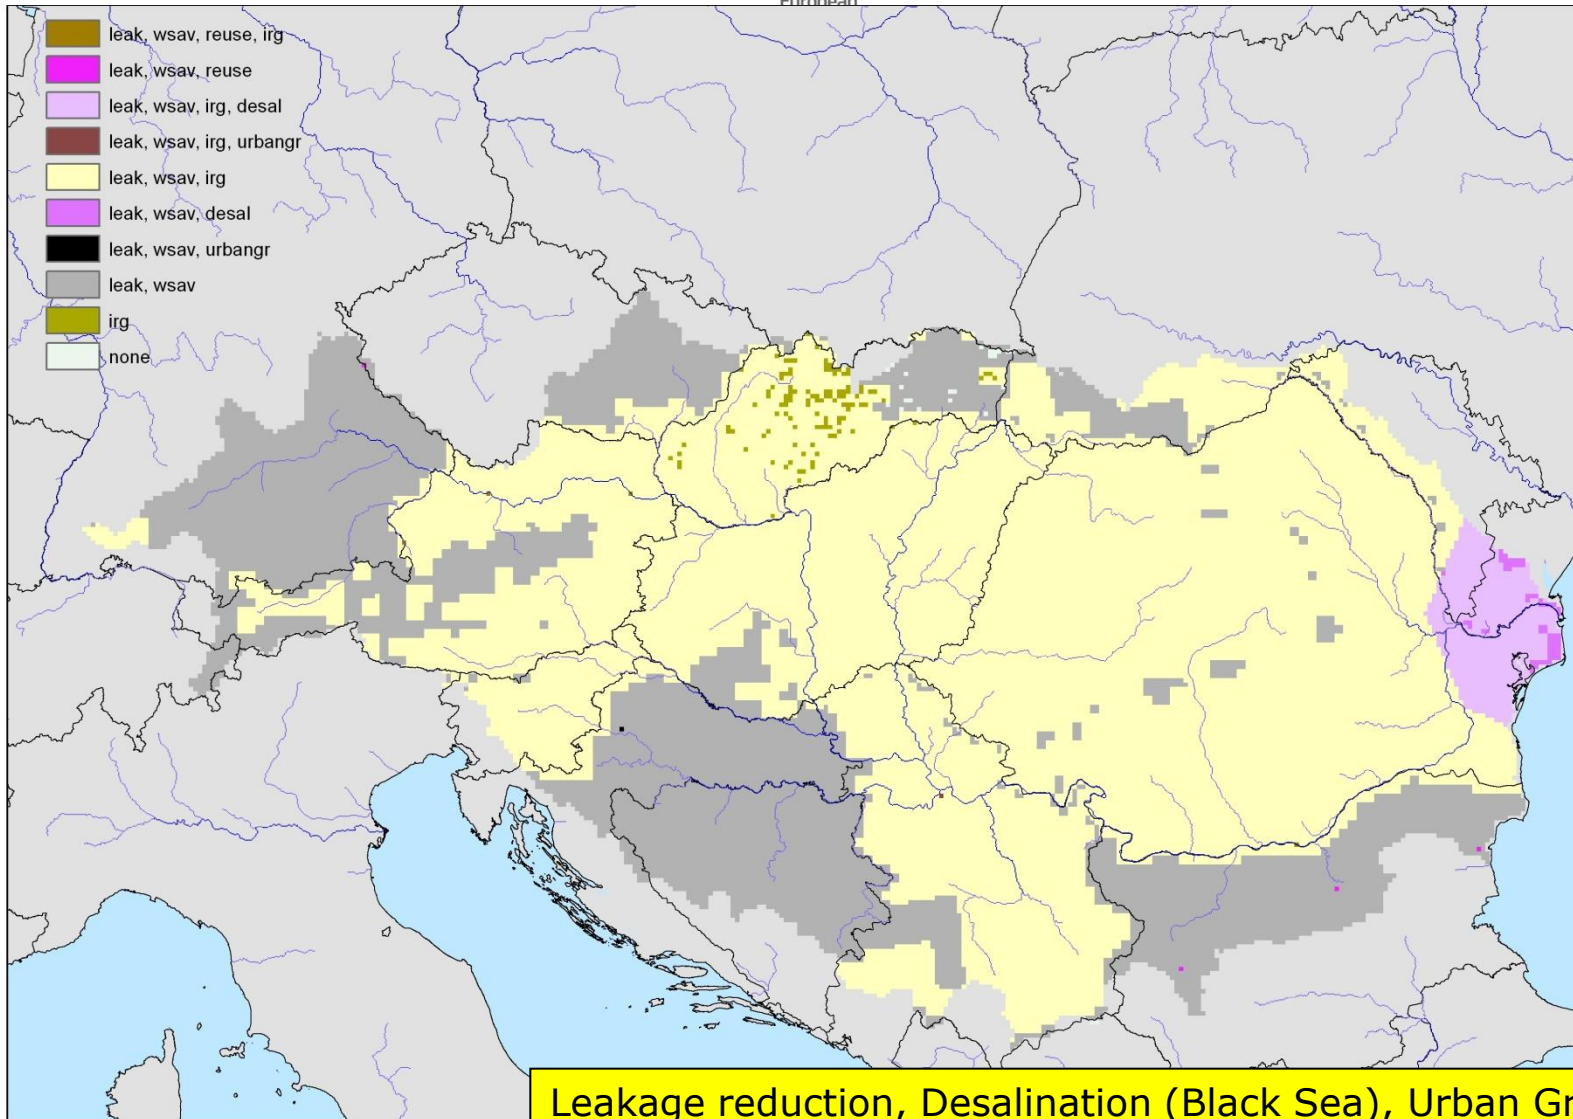 European
leak, wsav, reuse, irg
leak, wsav, reuse
leak, wsav, irg, desal
leak, wsav, irg, urbangr
leak, wsav, irg
leak, wsav, desal
leak, wsav, urbangr
leak, wsav
irg
none
Leakage reduction, Desalination (Black Sea), Urban Gr